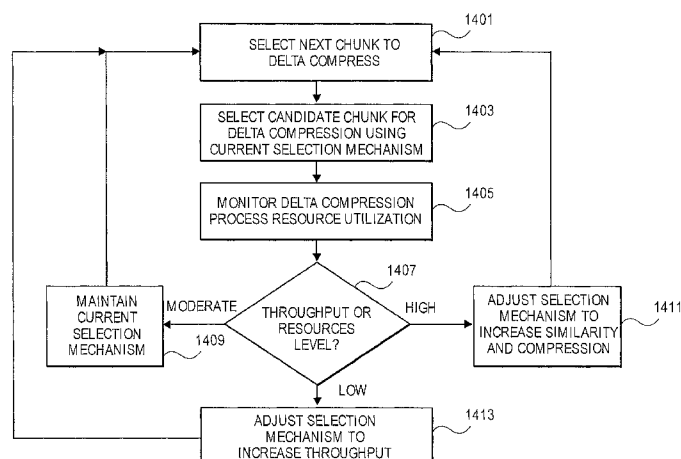 1401
SELECT NEXT CHUNK TO
DELTA COMPRESS
SELECT CANDIDATE CHUNK FOR
DELTA COMPRESSION USING
CURRENT SELECTION MECHANISM
1403
MONITOR DELTA COMPRESSION
PROCESS RESOURCE UTILIZATION
1405
1407
THROUGHPUT OR
RESOURCES
LEVEL?
MODERATE
HIGH
LOW
MAINTAIN
CURRENT
SELECTION
MECHANISM
1409
ADJUST SELECTION
MECHANISM TO
INCREASE SIMILARITY
AND COMPRESSION
1411
ADJUST SELECTION
MECHANISM TO
INCREASE THROUGHPUT
1413